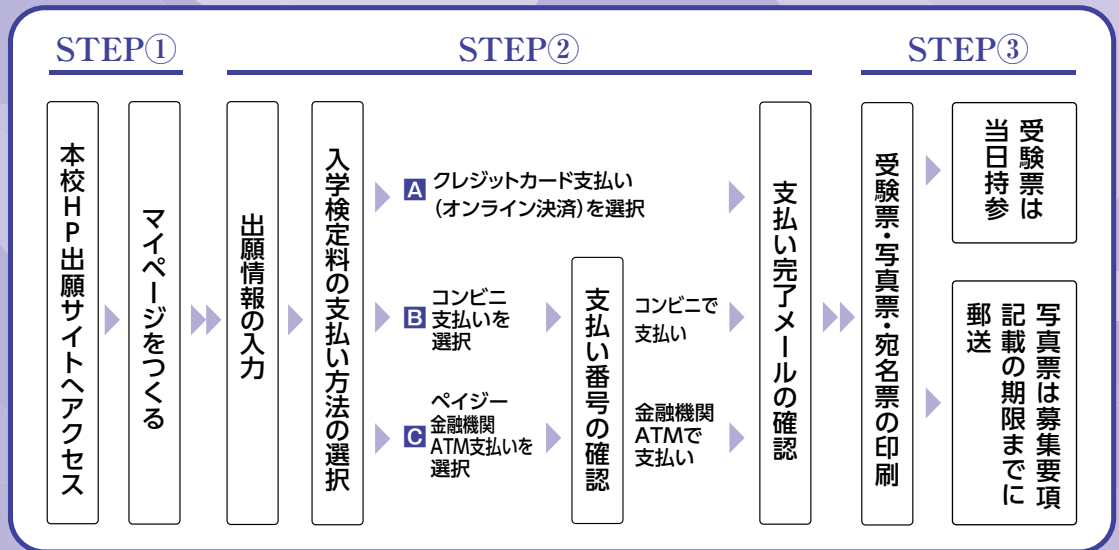 STEP①
本校HP出願サイトへアクセス
マイページをつくる
STEP②
出願情報の入力
入学検定料の支払い方法の選択
A クレジットカード支払い
(オンライン決済)を選択
B コンビニ
支払いを
選択
C ペイジー
金融機関
ATM支払いを
選択
支払い番号の確認
コンビニで
支払い
金融機関
ATMで
支払い
支払い完了メールの確認
STEP③
受験票・写真票・宛名票の印刷
受験票は
当日持参
写真票は募集要項
記載の期限までに
郵送